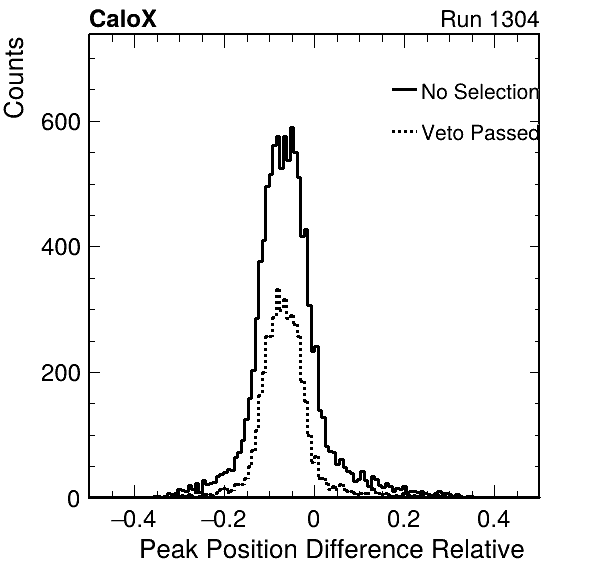 CaloX Run 1304
Counts
No Selection
Veto Passed
600
400
200
0
−0.4 −0.2 0 0.2 0.4
Peak Position Difference Relative